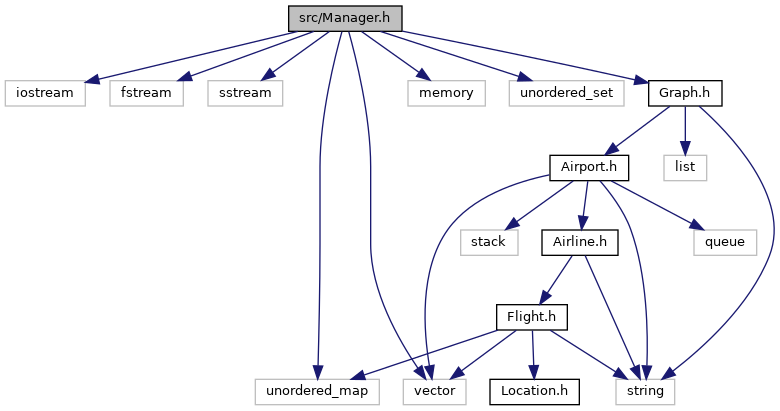 src/Manager.h
iostream
fstream
sstream
memory
unordered_set
Graph.h
Airport.h
list
stack
Airline.h
queue
Flight.h
unordered_map
vector
Location.h
string